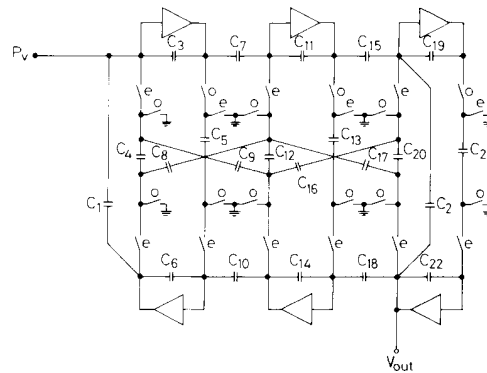 C3 C7 C11 C15 C19
Pv
e o e o e o
o e o o e o e
C5 C13
C4 C8 C9 C12 C17 C20 C2
C16
C1 C2
o o o o o o
e e e e e e
C6 C10 C14 C18 C22
Vout